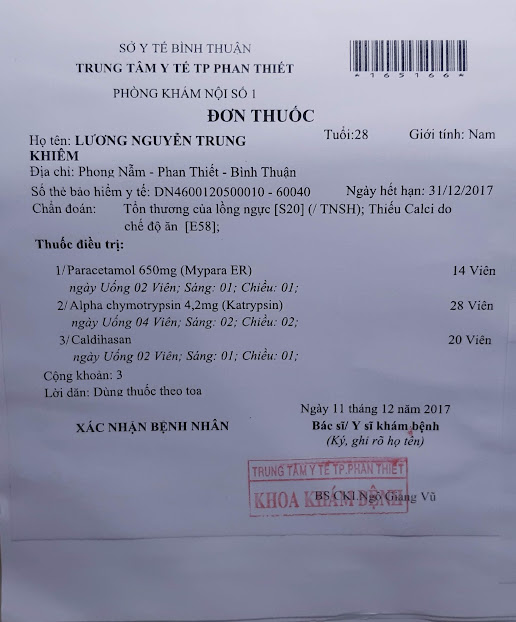 SỞ Y TẾ BÌNH THUẬN
TRUNG TÂM Y TẾ TP PHAN THIẾT
*165166*
PHÒNG KHÁM NỘI SỐ 1
ĐƠN THUỐC
Họ tên: LƯƠNG NGUYỄN TRUNG KHIÊM Tuổi:28 Giới tính: Nam
Địa chỉ: Phong Nẫm - Phan Thiết - Bình Thuận
Số thẻ bảo hiểm y tế: DN4600120500010 - 60040 Ngày hết hạn: 31/12/2017
Chẩn đoán: Tổn thương của lồng ngực [S20] (/ TNSH); Thiếu Calci do
chế độ ăn [E58];
Thuốc điều trị:
1/ Paracetamol 650mg (Mypara ER) 14 Viên
ngày Uống 02 Viên; Sáng: 01; Chiều: 01;
2/ Alpha chymotrypsin 4,2mg (Katrypsin) 28 Viên
ngày Uống 04 Viên; Sáng: 02; Chiều: 02;
3/ Caldihasan 20 Viên
ngày Uống 02 Viên; Sáng: 01; Chiều: 01;
Cộng khoản: 3
Lời dặn: Dùng thuốc theo toa
Ngày 11 tháng 12 năm 2017
XÁC NHẬN BỆNH NHÂN Bác sĩ/ Y sĩ khám bệnh
(Ký, ghi rõ họ tên)
TRUNG TÂM Y TẾ TP.PHAN THIẾT
KHOA KHÁM BỆNH
BS CKI.Ngô Giang Vũ